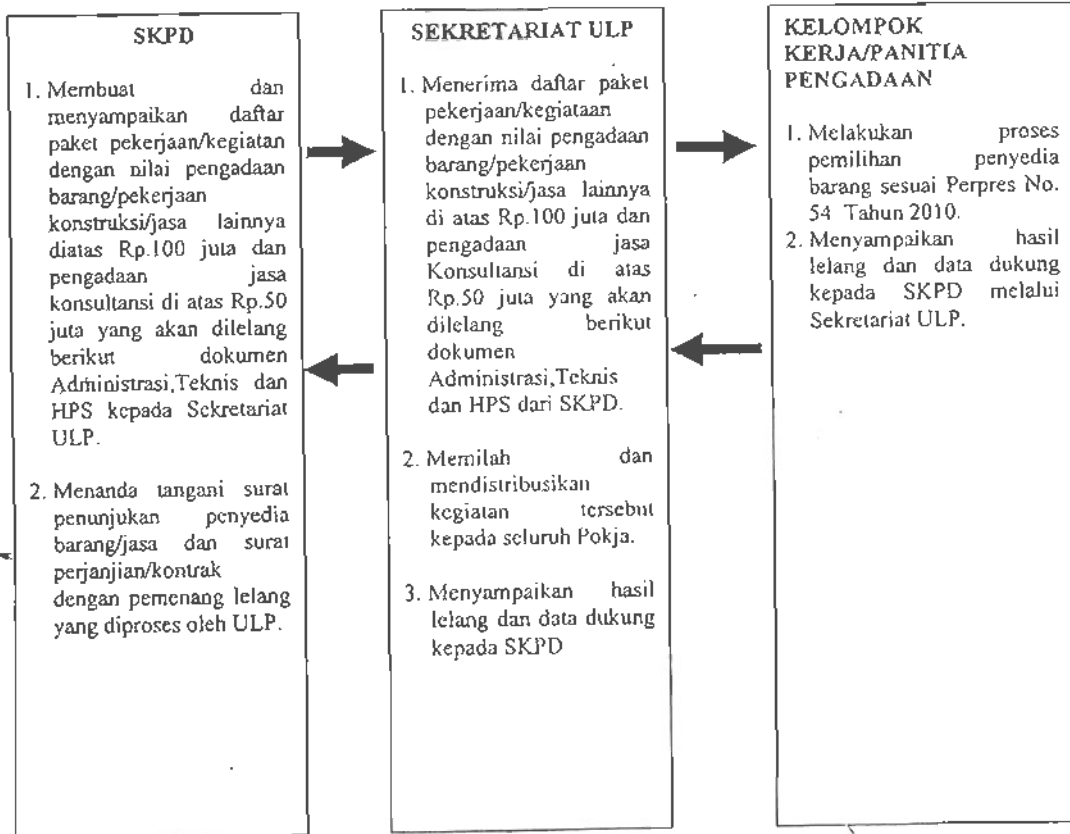 SKPD
1. Membuat dan
menyampaikan daftar
paket pekerjaan/kegiatan
dengan nilai pengadaan
barang/pekerjaan
konstruksi/jasa lainnya
diatas Rp.100 juta dan
pengadaan jasa
konsultansi di atas Rp.50
juta yang akan dilelang
berikut dokumen
Administrasi,Teknis dan
HPS kepada Sekretariat
ULP.
2. Menanda tangani surat
penunjukan penyedia
barang/jasa dan surat
perjanjian/kontrak
dengan pemenang lelang
yang diproses oleh ULP.
SEKRETARIAT ULP
1. Menerima daftar paket
pekerjaan/kegiataan
dengan nilai pengadaan
barang/pekerjaan
konstruksi/jasa lainnya
di atas Rp.100 juta dan
pengadaan jasa
Konsultansi di atas
Rp.50 juta yang akan
dilelang berikut
dokumen
Administrasi,Teknis
dan HPS dari SKPD.
2. Memilah dan
mendistribusikan
kegiatan tersebut
kepada seluruh Pokja.
3. Menyampaikan hasil
lelang dan data dukung
kepada SKPD
KELOMPOK
KERJA/PANITIA
PENGADAAN
1. Melakukan proses
pemilihan penyedia
barang sesuai Perpres No.
54 Tahun 2010.
2. Menyampaikan hasil
lelang dan data dukung
kepada SKPD melalui
Sekretariat ULP.